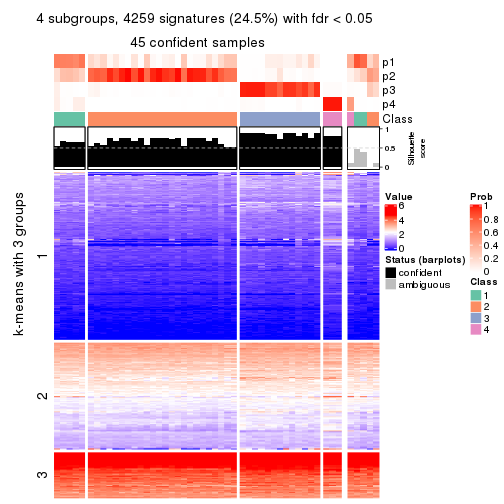 4 subgroups, 4259 signatures (24.5%) with fdr < 0.05
45 confident samples
p1
p2
p3
p4
Class
1
0.5
0
Silhouette
score
k-means with 3 groups
1
2
3
Value
6
4
2
0
Status (barplots)
confident
ambiguous
Prob
1
0.8
0.6
0.4
0.2
0
Class
1
2
3
4